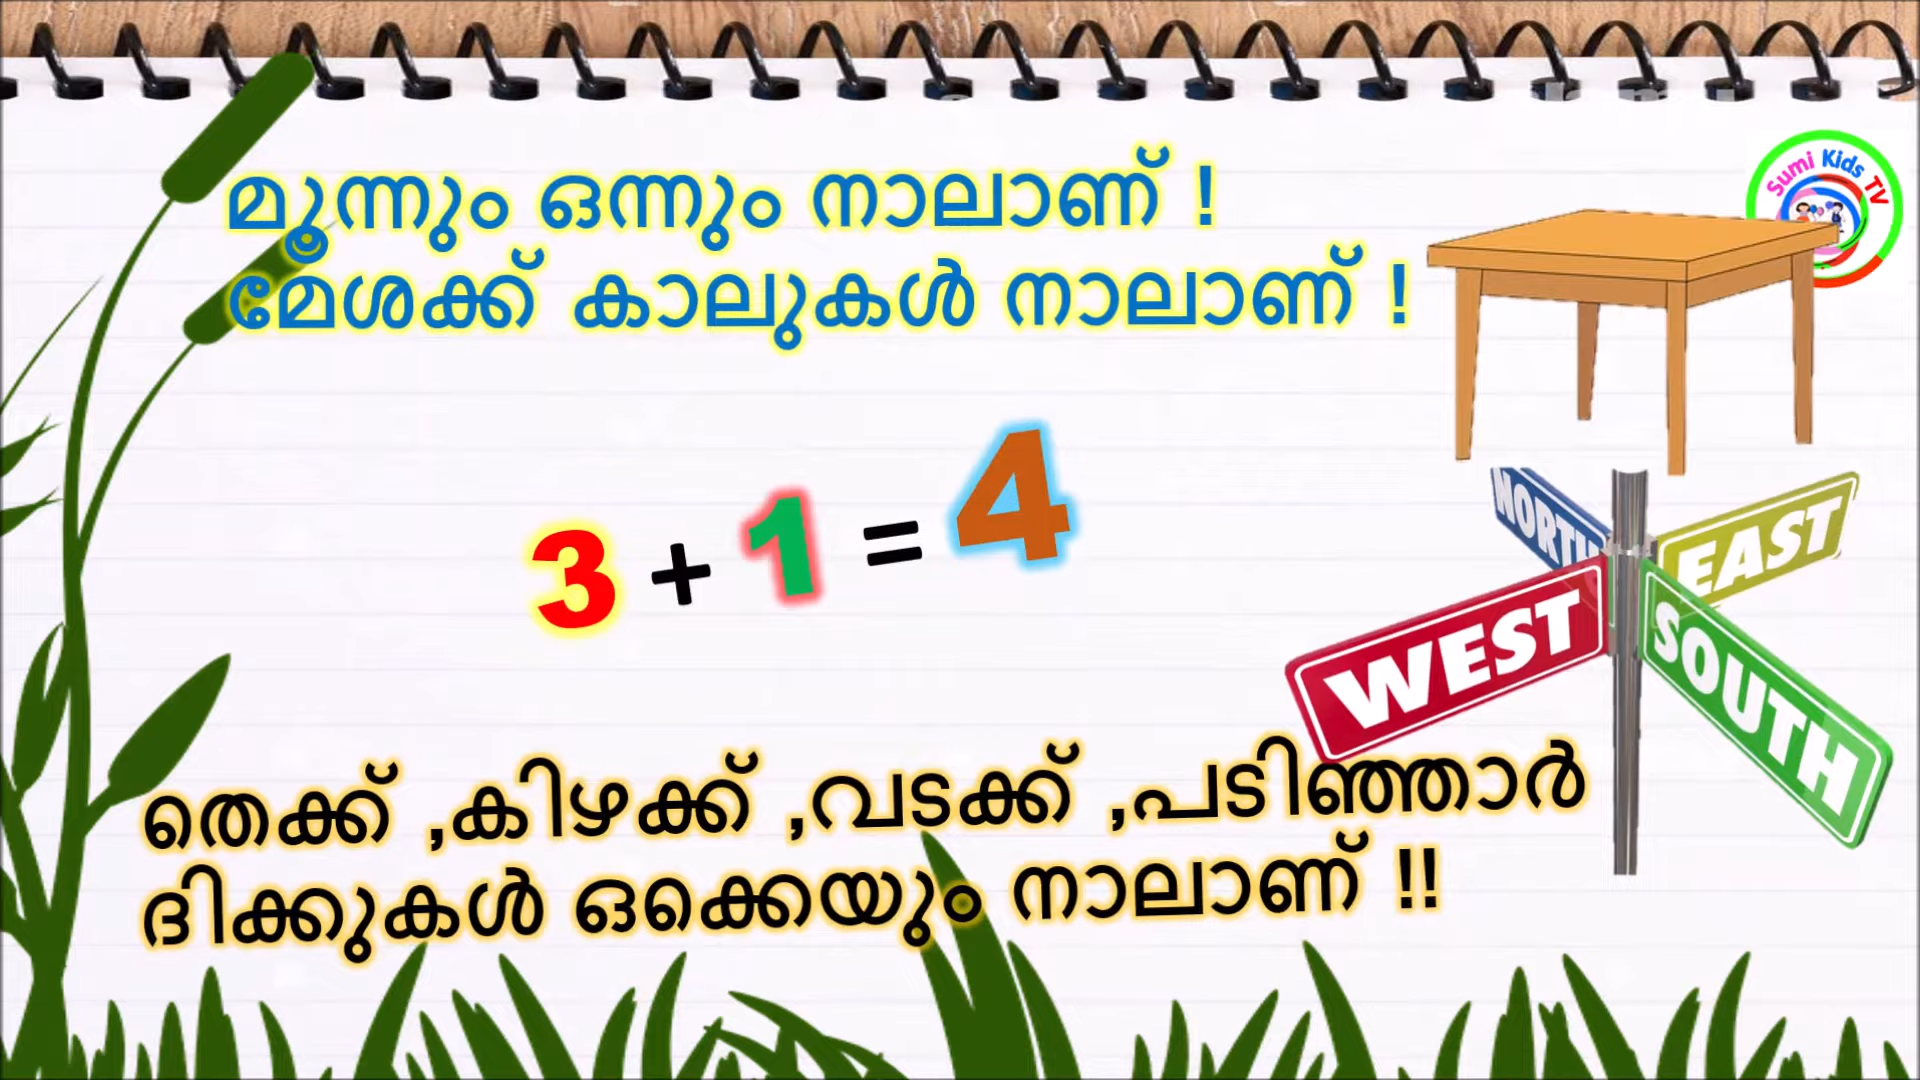 Sumi Kids TV
മൂന്നും ഒന്നും നാലാണ് !
മേശക്ക് കാലുകൾ നാലാണ് !
3 + 1 = 4
NORTH
EAST
WEST
SOUTH
തെക്ക് ,കിഴക്ക് ,വടക്ക് ,പടിഞ്ഞാർ
ദിക്കുകൾ ഒക്കെയും നാലാണ് !!